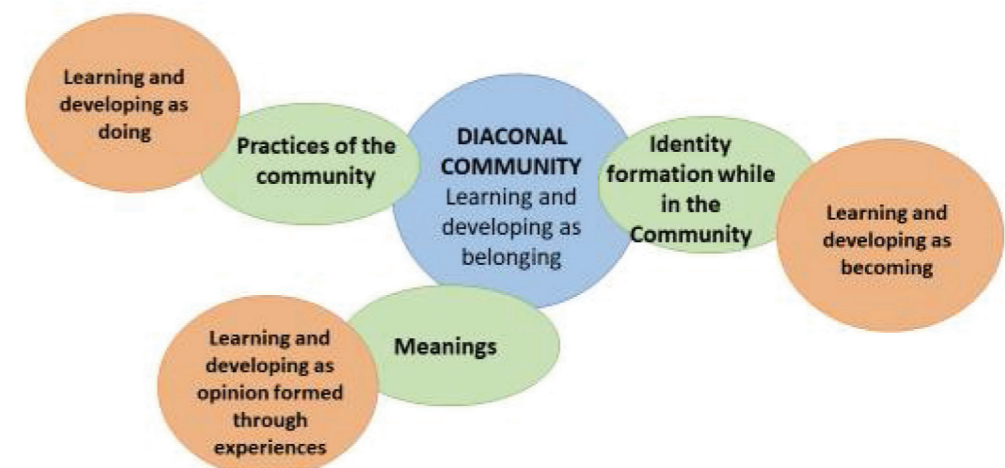 Learning and
developing as
doing
Practices of the
community
DIACONAL
COMMUNITY
Learning and
developing as
belonging
Identity
formation while
in the
Community
Learning and
developing as
becoming
Meanings
Learning and
developing as
opinion formed
through
experiences